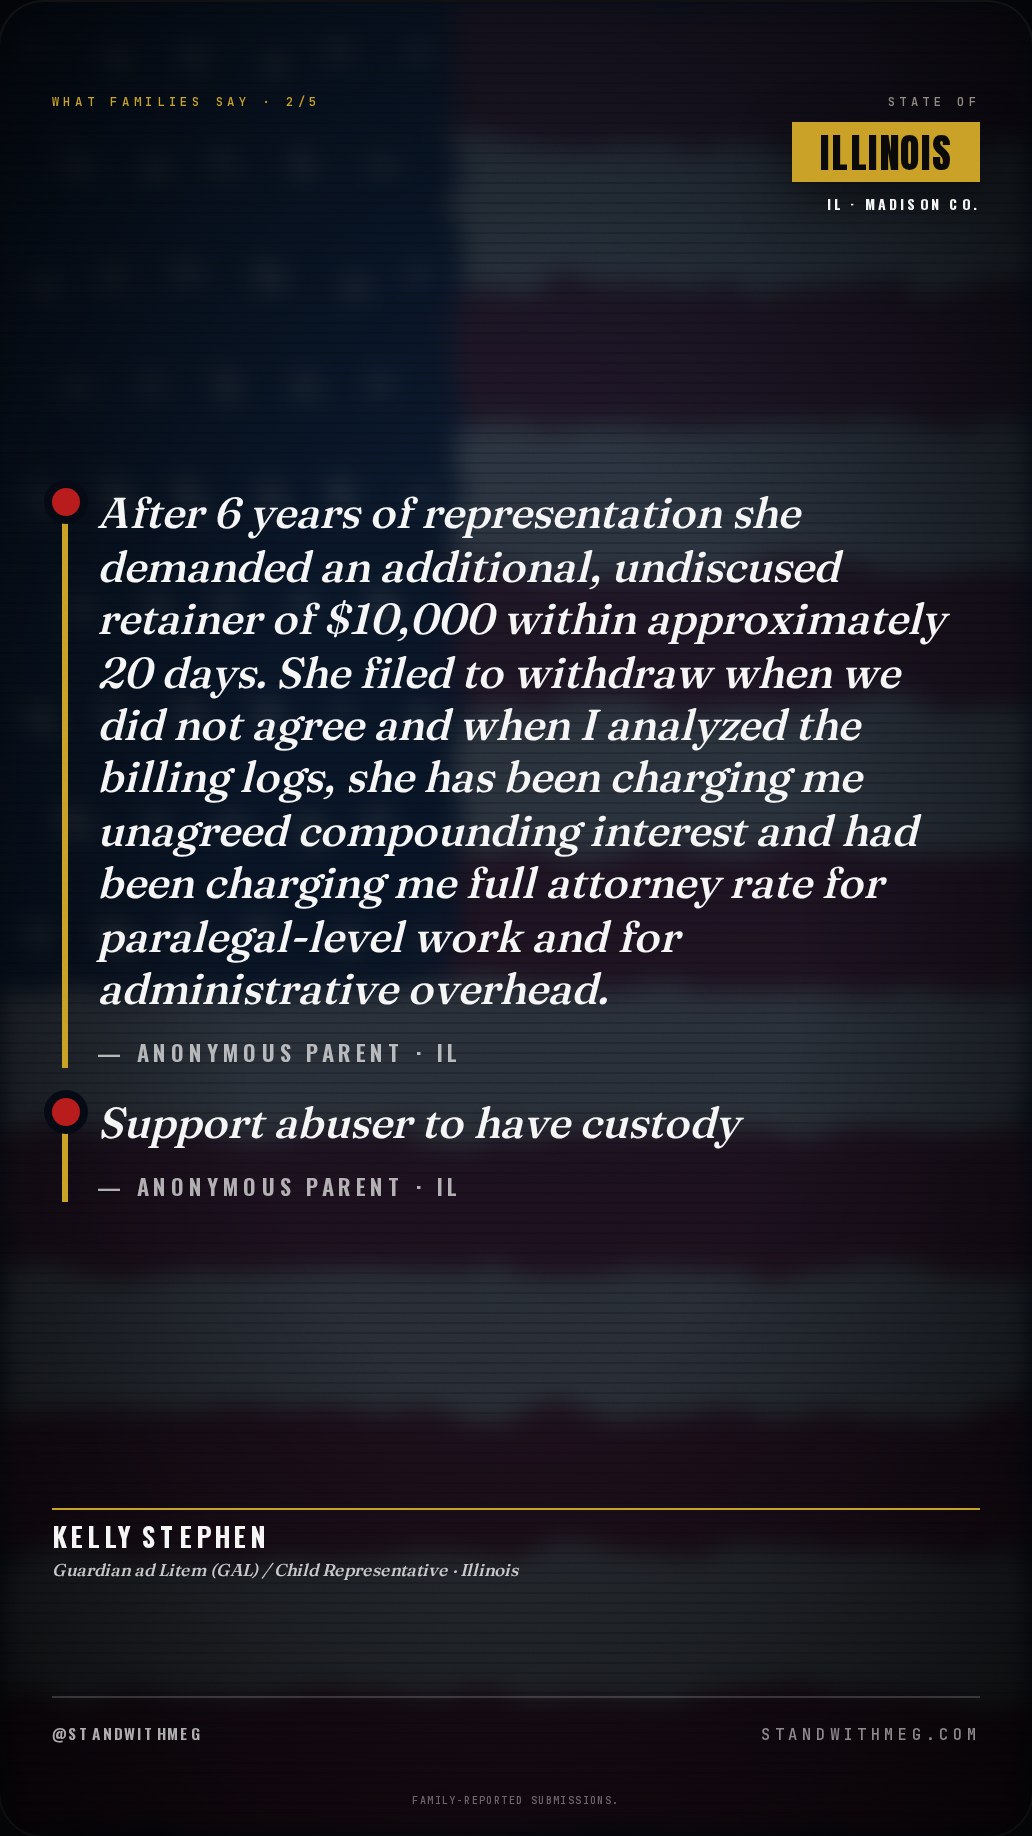 WHAT FAMILIES SAY · 2/5
STATE OF
ILLINOIS
IL · MADISON CO.
After 6 years of representation she
demanded an additional, undiscused
retainer of $10,000 within approximately
20 days. She filed to withdraw when we
did not agree and when I analyzed the
billing logs, she has been charging me
unagreed compounding interest and had
been charging me full attorney rate for
paralegal-level work and for
administrative overhead.
— ANONYMOUS PARENT · IL
Support abuser to have custody
— ANONYMOUS PARENT · IL
KELLY STEPHEN
Guardian ad Litem (GAL) / Child Representative · Illinois
@STANDWITHMEG
STANDWITHMEG.COM
FAMILY-REPORTED SUBMISSIONS.